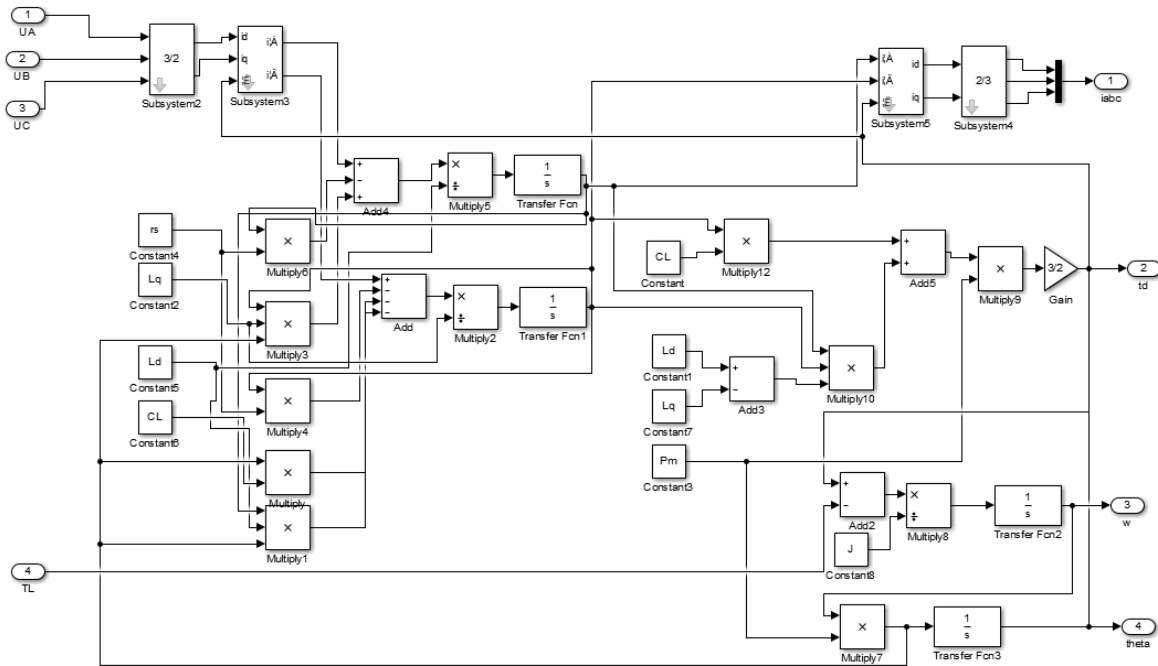 1
UA
2
UB
3
UC
3/2
Subsystem2
id
iq
Subsystem3
id
iq
Subsystem5
2/3
Subsystem4
1
iabc
+
−
+
Add4
×
÷
Multiply5
1
s
Transfer Fcn
rs
Constant4
×
Multiply6
Lq
Constant2
×
Multiply3
+
−
−
−
Add
×
÷
Multiply2
1
s
Transfer Fcn1
Ld
Constant5
CL
Constant6
×
Multiply4
×
Multiply
×
Multiply1
CL
Constant
×
Multiply12
+
+
Add5
×
Multiply9
3/2
Gain
2
td
Ld
Constant1
Lq
Constant7
+
−
Add3
×
Multiply10
Pm
Constant3
+
−
Add2
×
÷
Multiply8
1
s
Transfer Fcn2
3
w
J
Constant8
4
TL
×
Multiply7
1
s
Transfer Fcn3
4
theta